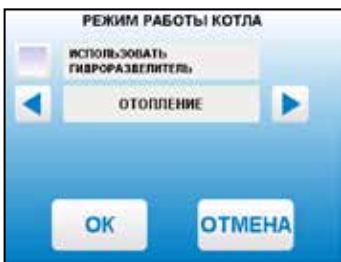 РЕЖИМ РАБОТЫ КОТЛА
ИСПОЛЬЗОВАТЬ
ГИДРОРАЗДЕЛИТЕЛЬ
ОТОПЛЕНИЕ
ОК ОТМЕНА